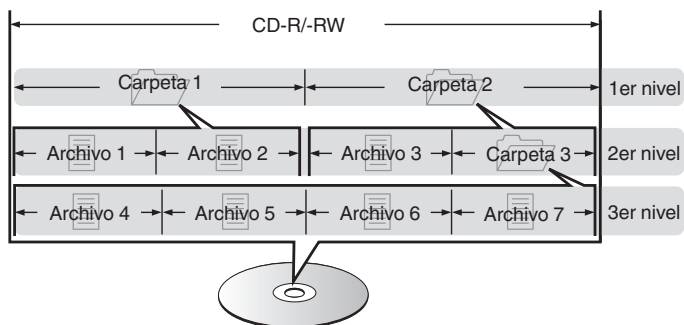 CD-R/-RW
Carpeta 1 Carpeta 2 1er nivel
Archivo 1 Archivo 2 Archivo 3 Carpeta 3 2er nivel
Archivo 4 Archivo 5 Archivo 6 Archivo 7 3er nivel